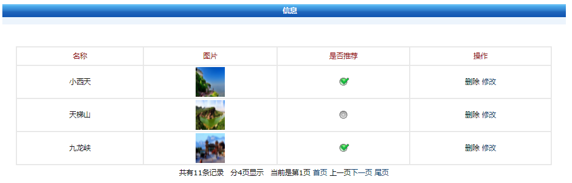 信息
名称 图片 是否推荐 操作
小西天 删除 修改
天梯山 删除 修改
九龙峡 删除 修改
共有11条记录 分4页显示 当前是第1页 首页 上一页下一页 尾页